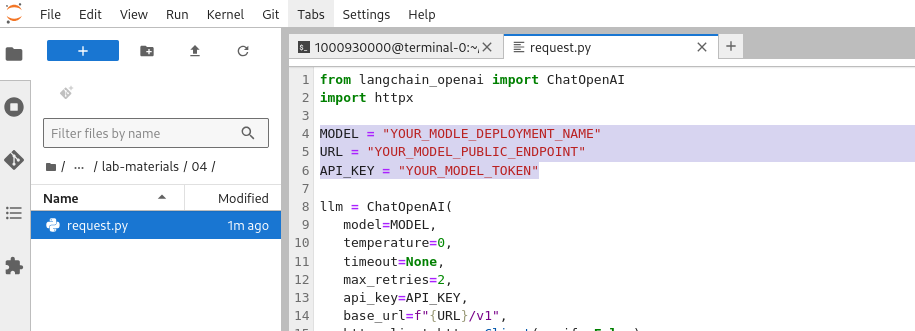 File Edit View Run Kernel Git Tabs Settings Help
1000930000@terminal-0:~,
request.py
Filter files by name
/ ... / lab-materials / 04 /
Name Modified
request.py 1m ago
1 from langchain_openai import ChatOpenAI
2 import httpx
3
4 MODEL = "YOUR_MODLE_DEPLOYMENT_NAME"
5 URL = "YOUR_MODEL_PUBLIC_ENDPOINT"
6 API_KEY = "YOUR_MODEL_TOKEN"
7
8 llm = ChatOpenAI(
9 model=MODEL,
10 temperature=0,
11 timeout=None,
12 max_retries=2,
13 api_key=API_KEY,
14 base_url=f"{URL}/v1",